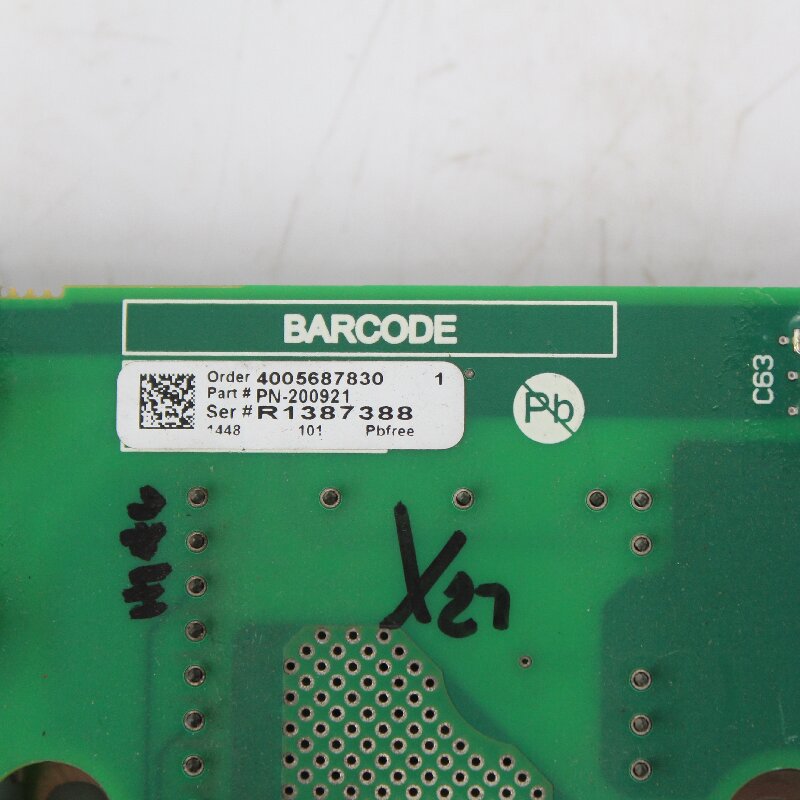 BARCODE
Order 4005687830 1
Part # PN-200921
Ser # R1387388
1448 101 Pbfree
Pb
C63
X27